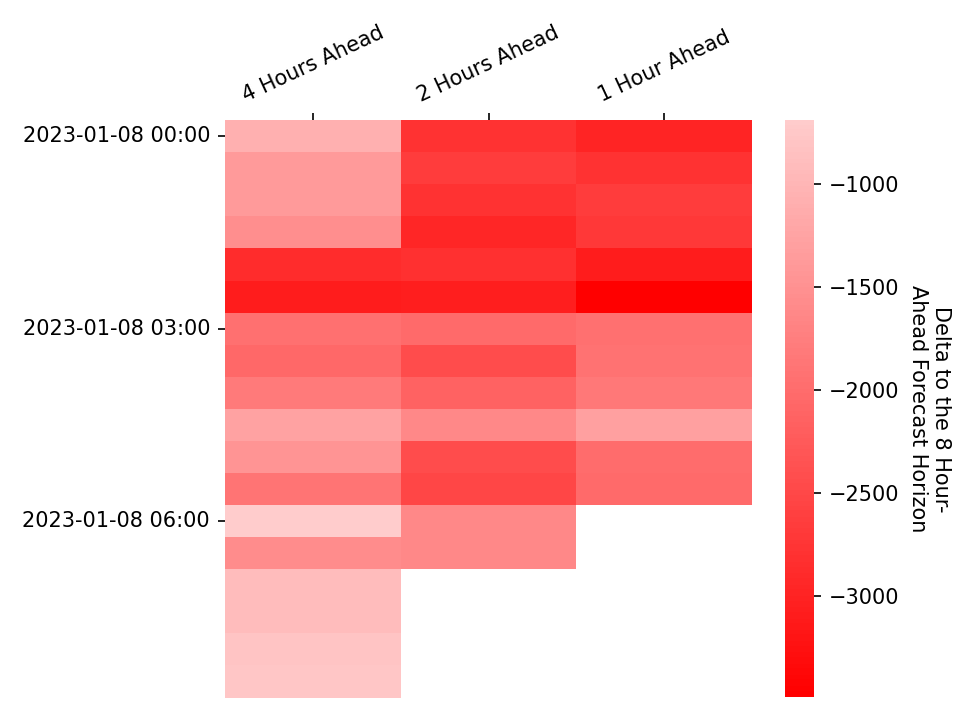 4 Hours Ahead
2 Hours Ahead
1 Hour Ahead
2023-01-08 00:00
2023-01-08 03:00
2023-01-08 06:00
−1000
−1500
−2000
−2500
−3000
Delta to the 8 Hour-
Ahead Forecast Horizon